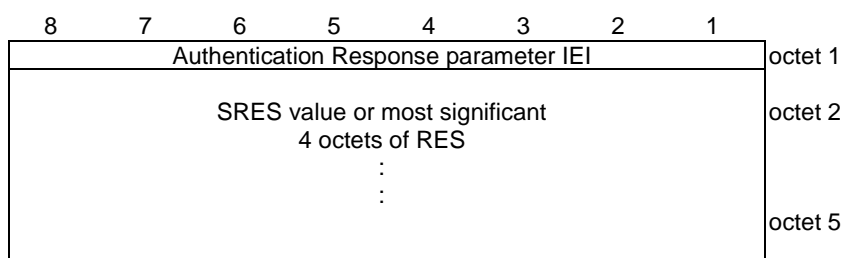 8 7 6 5 4 3 2 1
Authentication Response parameter IEI octet 1
SRES value or most significant octet 2
4 octets of RES
:
:
octet 5